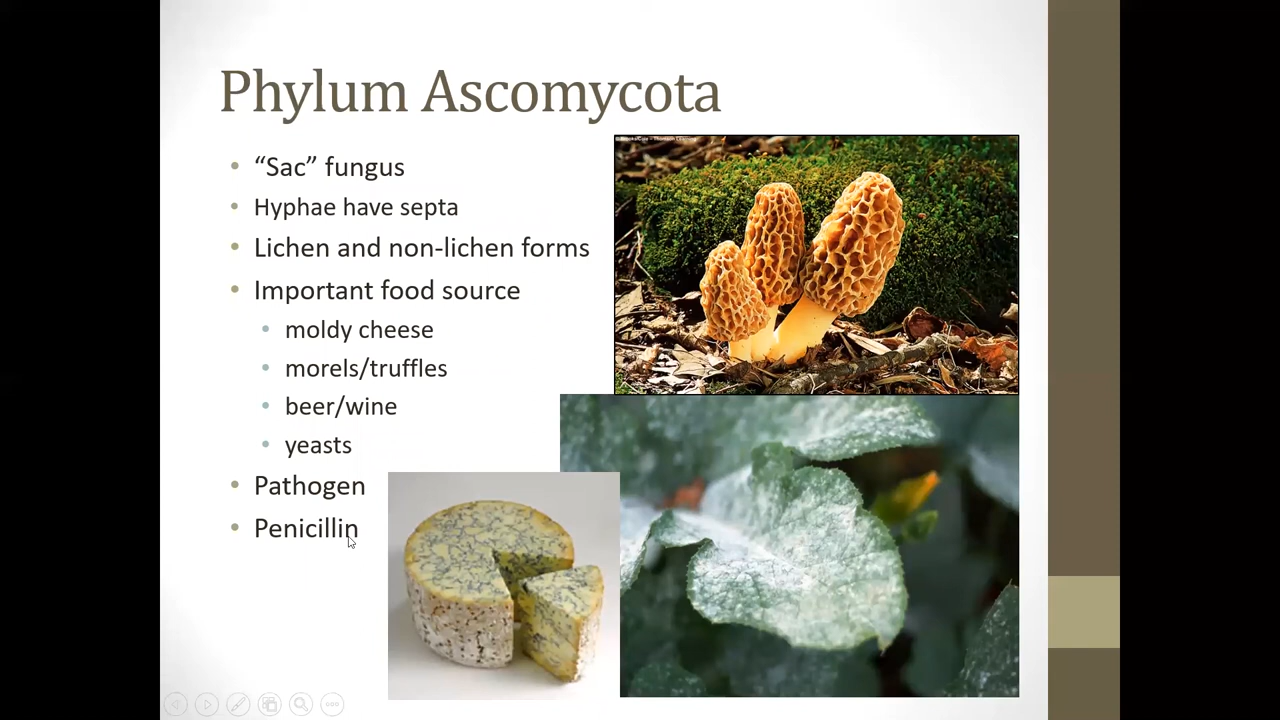 Phylum Ascomycota
• “Sac” fungus
• Hyphae have septa
• Lichen and non-lichen forms
• Important food source
• moldy cheese
• morels/truffles
• beer/wine
• yeasts
• Pathogen
• Penicillin